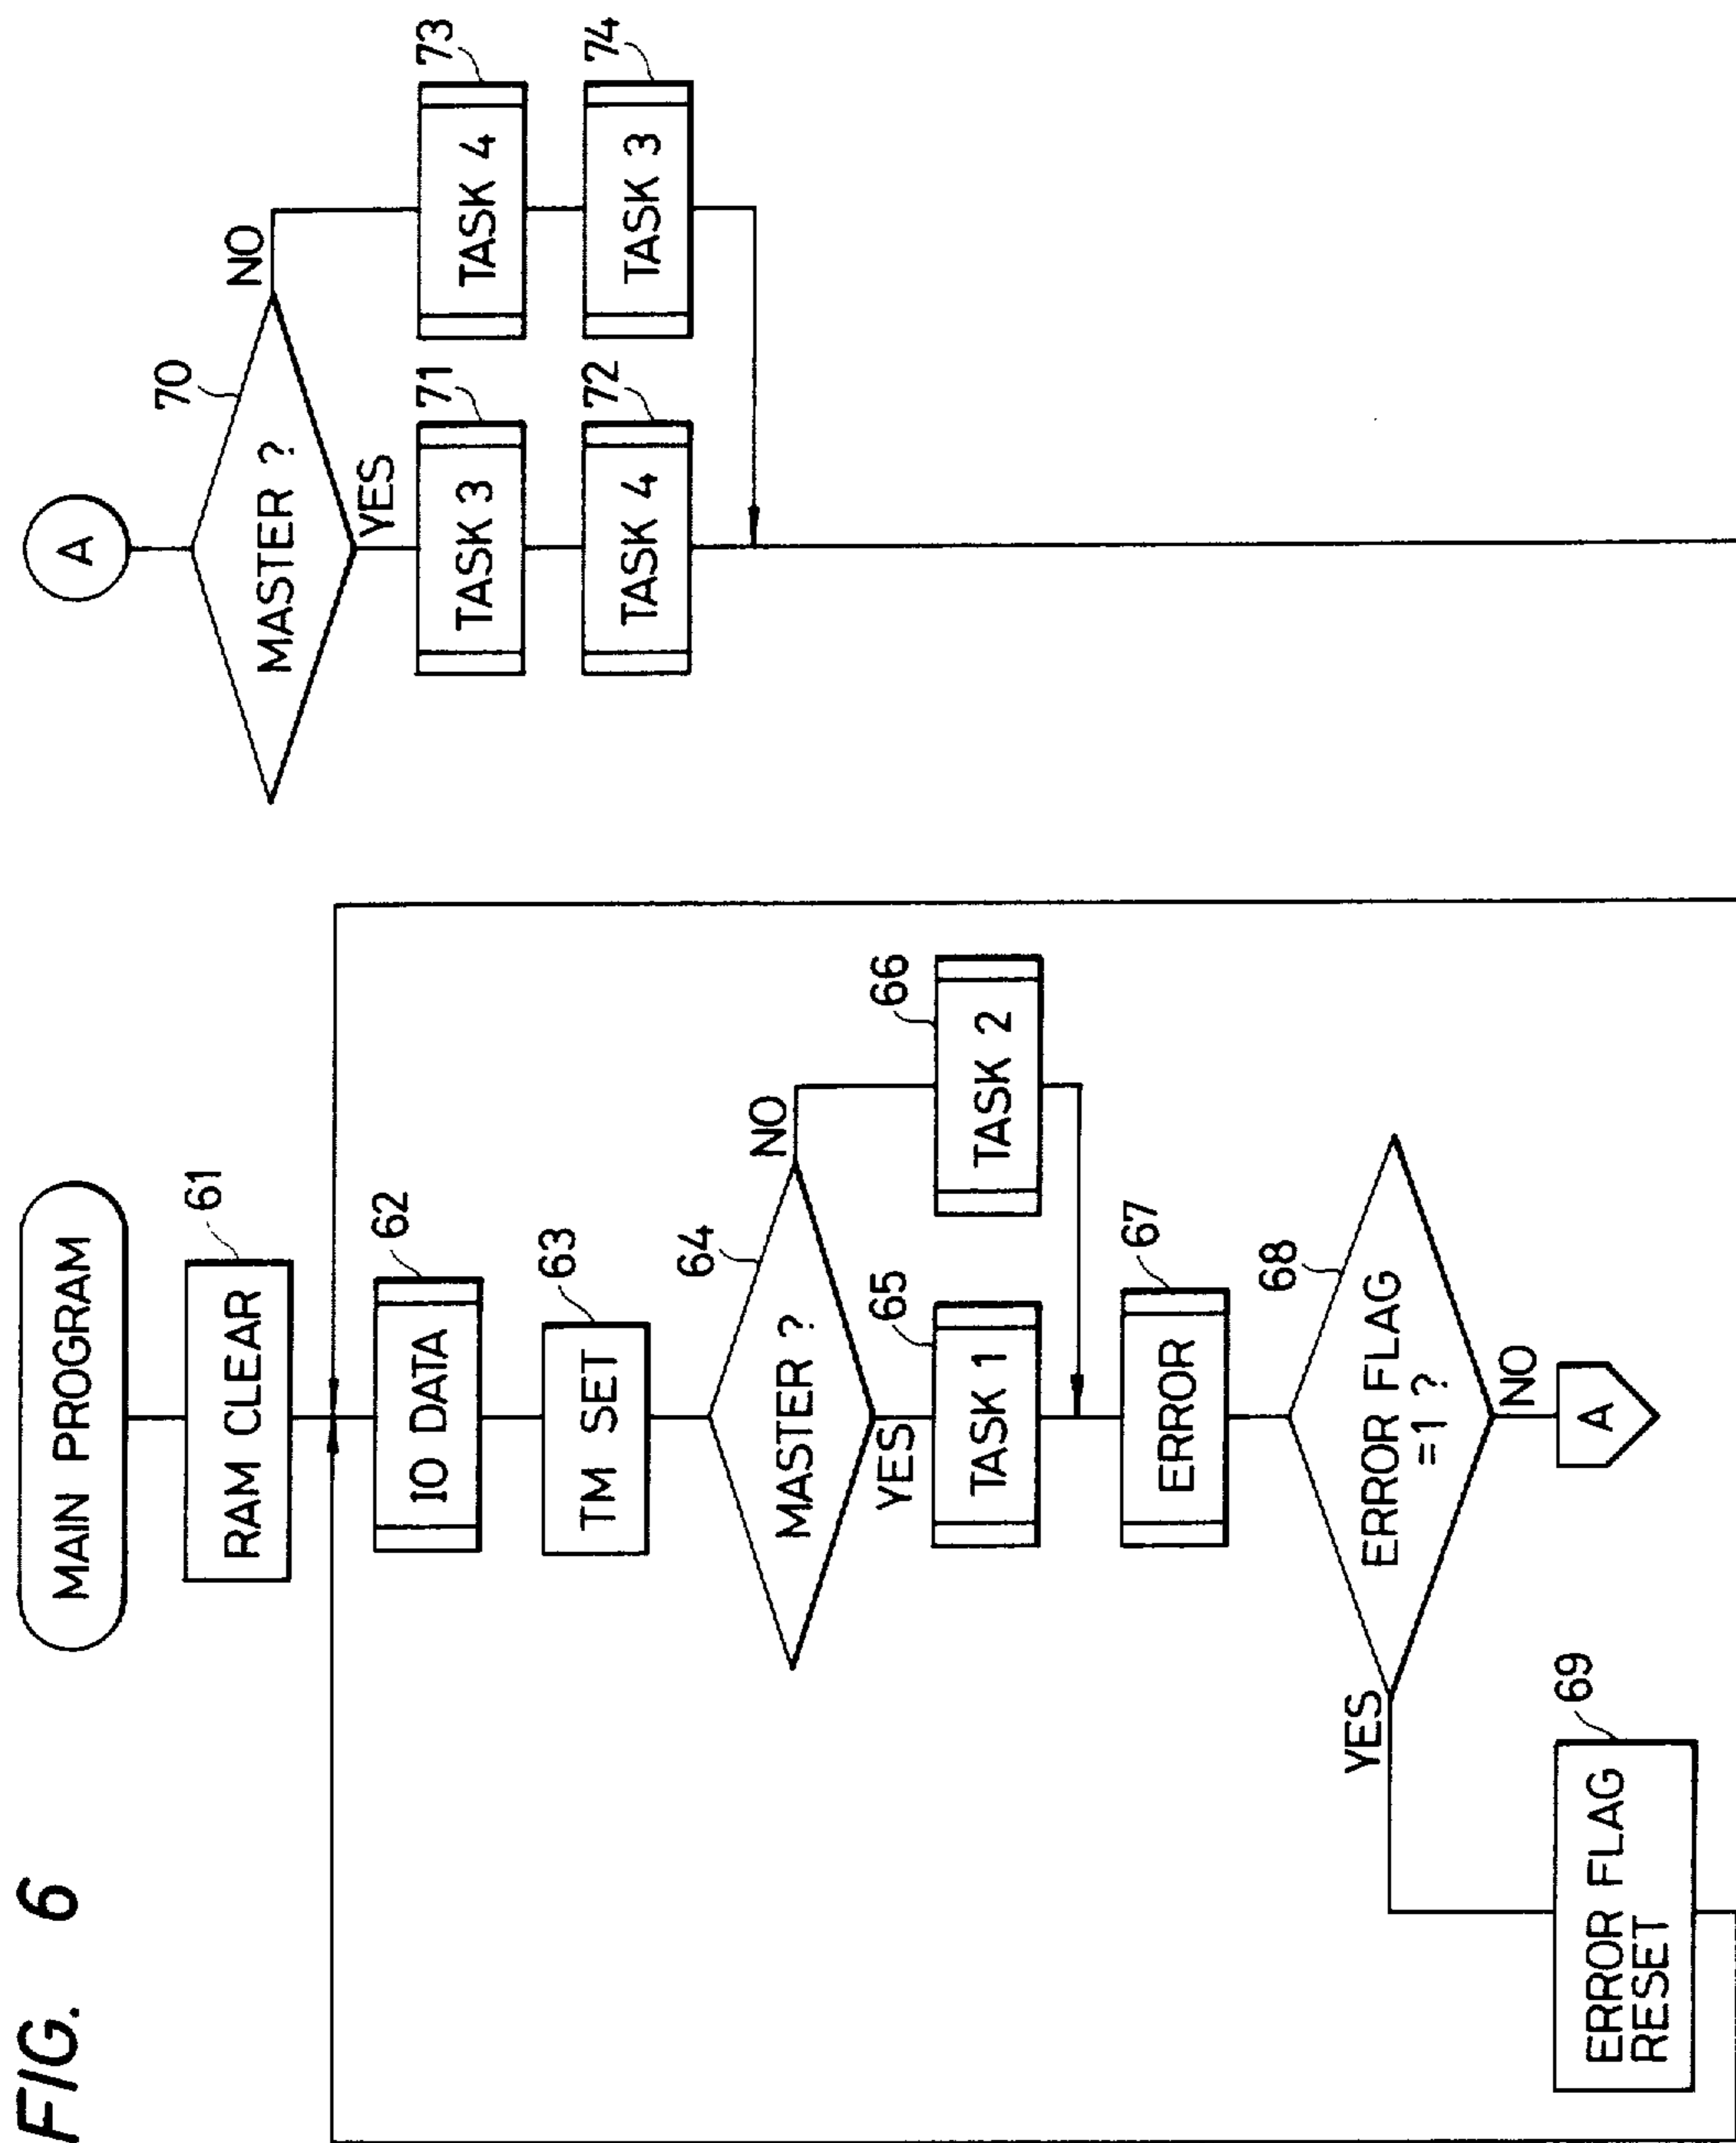 FIG. 6
MAIN PROGRAM
RAM CLEAR
61
IO DATA
62
TM SET
63
MASTER ?
64
YES
NO
TASK 1
65
TASK 2
66
ERROR
67
ERROR FLAG
=1 ?
68
YES
NO
ERROR FLAG
RESET
69
A
A
MASTER ?
70
YES
NO
TASK 3
71
TASK 4
72
TASK 4
73
TASK 3
74